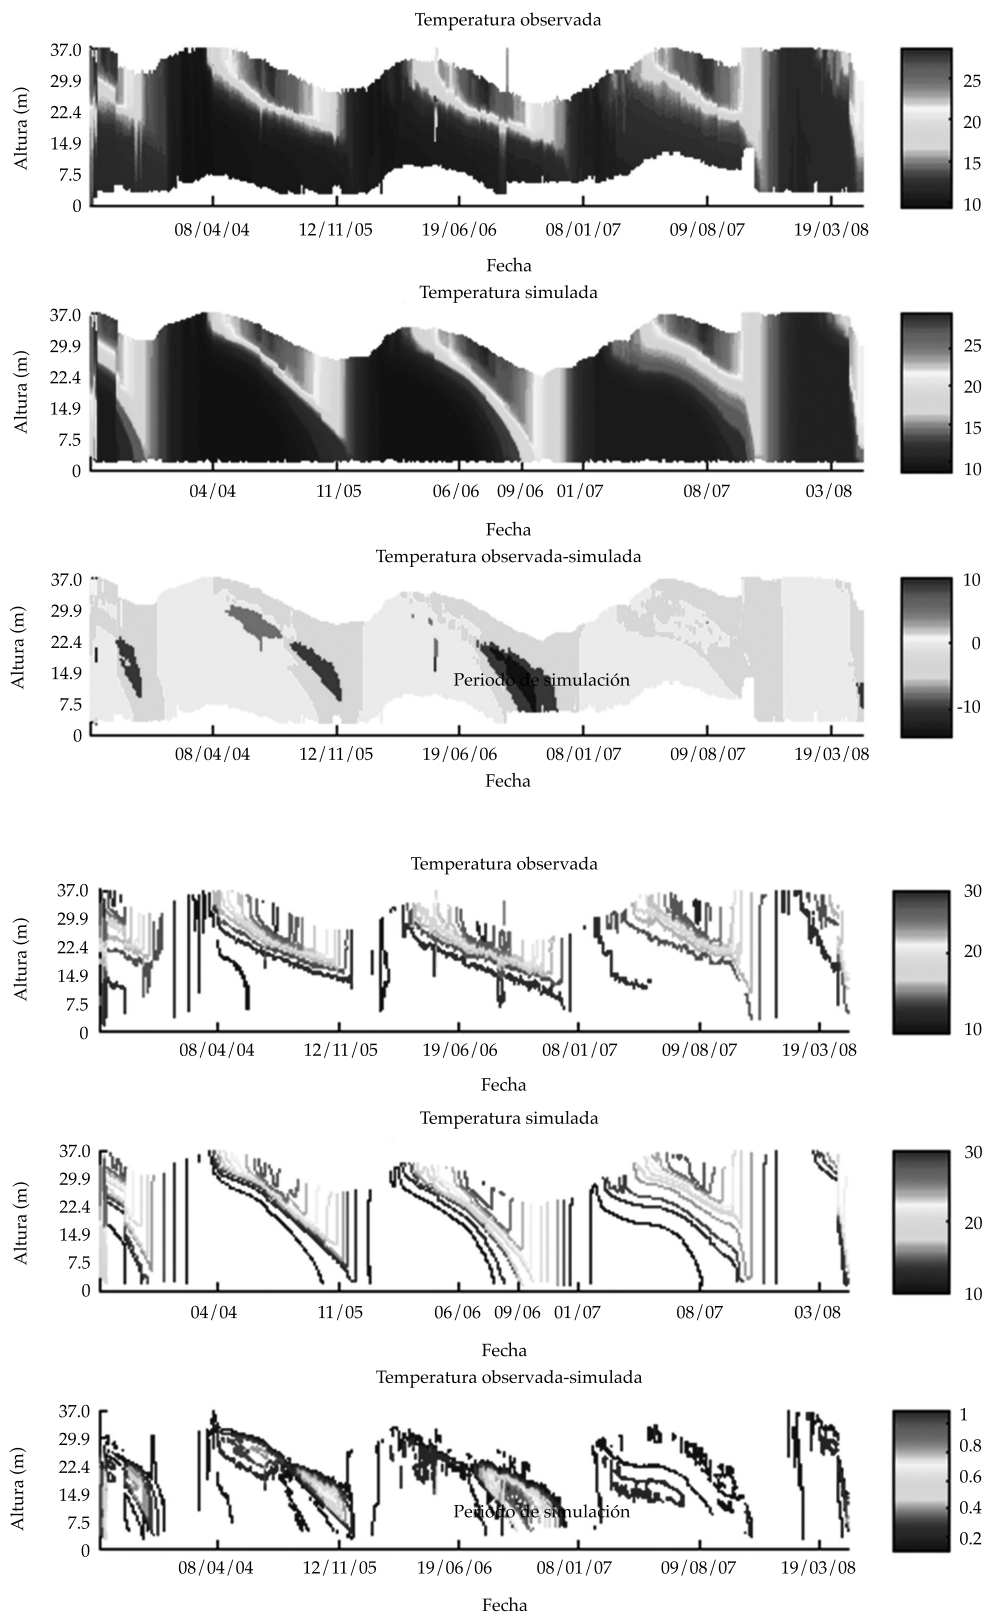 Temperatura observada
Altura (m)
37.0
29.9
22.4
14.9
7.5
0
25
20
15
10
08/04/04 12/11/05 19/06/06 08/01/07 09/08/07 19/03/08
Fecha
Temperatura simulada
Altura (m)
37.0
29.9
22.4
14.9
7.5
0
25
20
15
10
04/04 11/05 06/06 09/06 01/07 08/07 03/08
Fecha
Temperatura observada-simulada
Altura (m)
37.0
29.9
22.4
14.9
7.5
0
Periodo de simulación
10
0
-10
08/04/04 12/11/05 19/06/06 08/01/07 09/08/07 19/03/08
Fecha
Temperatura observada
Altura (m)
37.0
29.9
22.4
14.9
7.5
0
30
20
10
08/04/04 12/11/05 19/06/06 08/01/07 09/08/07 19/03/08
Fecha
Temperatura simulada
Altura (m)
37.0
29.9
22.4
14.9
7.5
0
30
20
10
04/04 11/05 06/06 09/06 01/07 08/07 03/08
Fecha
Temperatura observada-simulada
Altura (m)
37.0
29.9
22.4
14.9
7.5
0
Periodo de simulación
1
0.8
0.6
0.4
0.2
08/04/04 12/11/05 19/06/06 08/01/07 09/08/07 19/03/08
Fecha